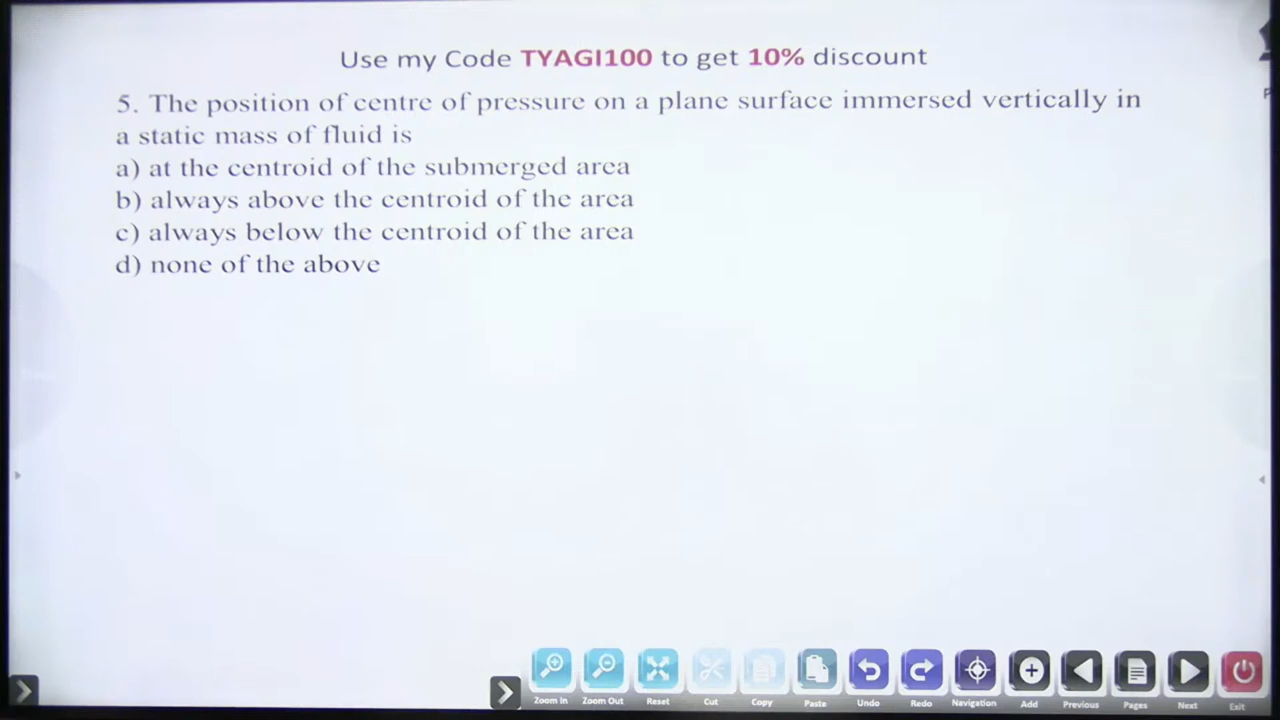 Use my Code TYAGI100 to get 10% discount
5. The position of centre of pressure on a plane surface immersed vertically in
a static mass of fluid is
a) at the centroid of the submerged area
b) always above the centroid of the area
c) always below the centroid of the area
d) none of the above
Zoom In Zoom Out Reset Cut Copy Paste Undo Redo Navigation Add Previous Pages Next Exit